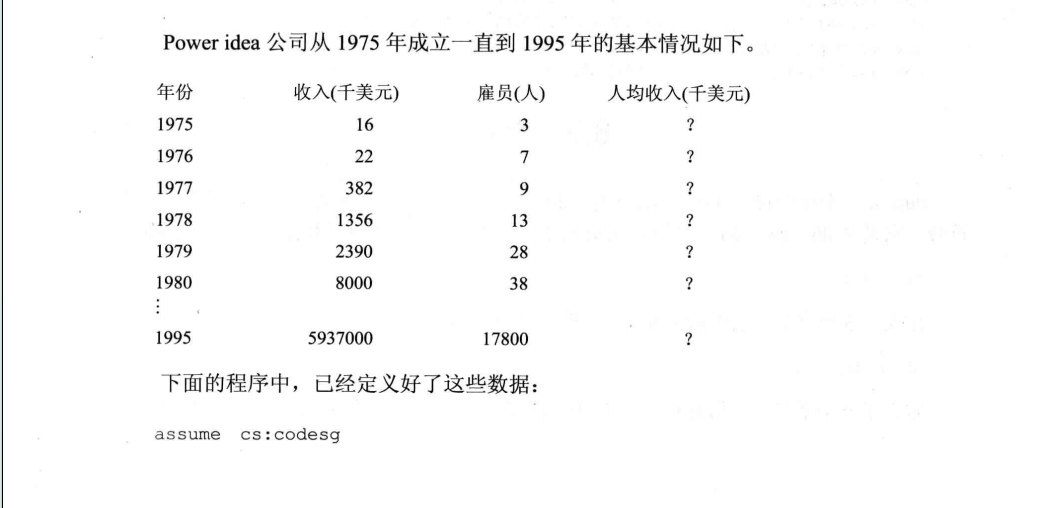 Power idea 公司从 1975 年成立一直到 1995 年的基本情况如下。
年份 收入(千美元) 雇员(人) 人均收入(千美元)
1975 16 3 ?
1976 22 7 ?
1977 382 9 ?
1978 1356 13 ?
1979 2390 28 ?
1980 8000 38 ?
⋮
1995 5937000 17800 ?
下面的程序中，已经定义好了这些数据：
assume cs:codesg